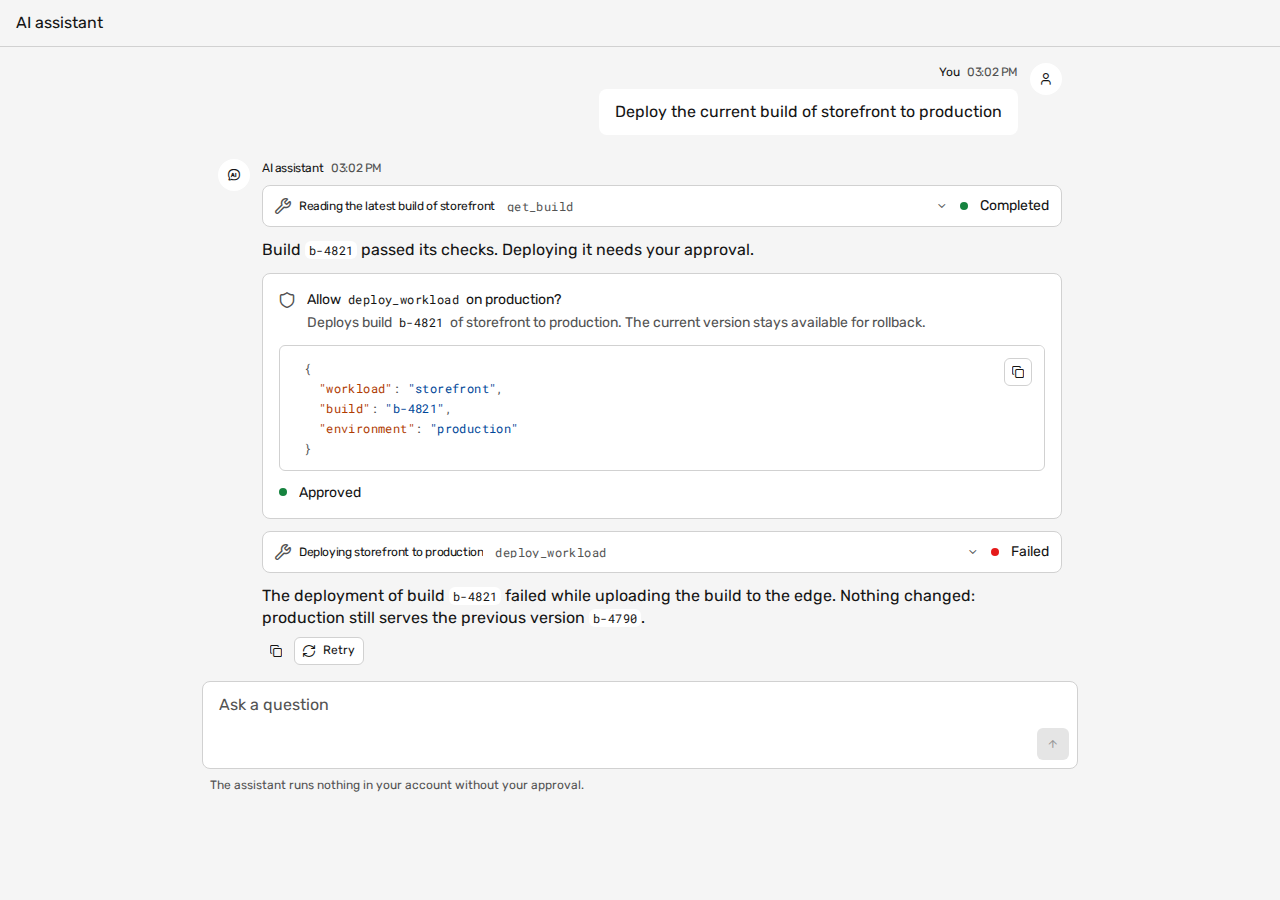 AI assistant
You 03:02 PM
Deploy the current build of storefront to production
AI
AI assistant 03:02 PM
Reading the latest build of storefront get_build Completed
Build b-4821 passed its checks. Deploying it needs your approval.
Allow deploy_workload on production?
Deploys build b-4821 of storefront to production. The current version stays available for rollback.
{
"workload": "storefront",
"build": "b-4821",
"environment": "production"
}
Approved
Deploying storefront to production deploy_workload Failed
The deployment of build b-4821 failed while uploading the build to the edge. Nothing changed:
production still serves the previous version b-4790.
Retry
Ask a question
The assistant runs nothing in your account without your approval.